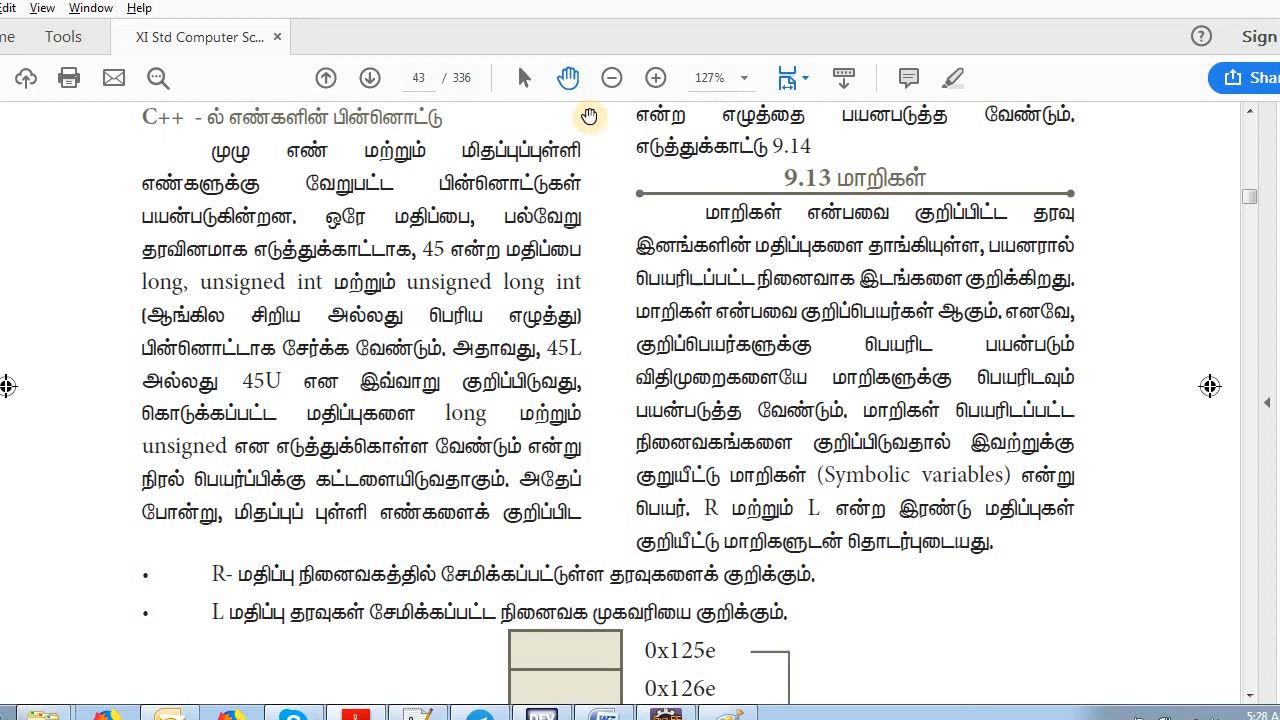 Edit View Window Help
me Tools XI Std Computer Sc... × Sign
43 / 336 127% Shar
C++ - ல் எண்களின் பின்னொட்டு
முழு எண் மற்றும் மிதப்புப்புள்ளி
எண்களுக்கு வேறுபட்ட பின்னொட்டுகள்
பயன்படுகின்றன. ஒரே மதிப்பை, பல்வேறு
தரவினமாக எடுத்துக்காட்டாக, 45 என்ற மதிப்பை
long, unsigned int மற்றும் unsigned long int
(ஆங்கில சிறிய அல்லது பெரிய எழுத்து)
பின்னொட்டாக சேர்க்க வேண்டும். அதாவது, 45L
அல்லது 45U என இவ்வாறு குறிப்பிடுவது,
கொடுக்கப்பட்ட மதிப்புகளை long மற்றும்
unsigned என எடுத்துக்கொள்ள வேண்டும் என்று
நிரல் பெயர்ப்பிக்கு கட்டளையிடுவதாகும். அதேப்
போன்று, மிதப்புப் புள்ளி எண்களைக் குறிப்பிட
என்ற எழுத்தை பயனபடுத்த வேண்டும்.
எடுத்துக்காட்டு 9.14
9.13 மாறிகள்
மாறிகள் என்பவை குறிப்பிட்ட தரவு
இனங்களின் மதிப்புகளை தாங்கியுள்ள, பயனரால்
பெயரிடப்பட்ட நினைவாக இடங்களை குறிக்கிறது.
மாறிகள் என்பவை குறிப்பெயர்கள் ஆகும். எனவே,
குறிப்பெயர்களுக்கு பெயரிட பயன்படும்
விதிமுறைகளையே மாறிகளுக்கு பெயரிடவும்
பயன்படுத்த வேண்டும். மாறிகள் பெயரிடப்பட்ட
நினைவகங்களை குறிப்பிடுவதால் இவற்றுக்கு
குறுயீட்டு மாறிகள் (Symbolic variables) என்று
பெயர். R மற்றும் L என்ற இரண்டு மதிப்புகள்
குறியீட்டு மாறிகளுடன் தொடர்புடையது.
• R- மதிப்பு நினைவகத்தில் சேமிக்கப்பட்டுள்ள தரவுகளைக் குறிக்கும்.
• L மதிப்பு தரவுகள் சேமிக்கப்பட்ட நினைவக முகவரியை குறிக்கும்.
0x125e
0x126e
5:28 A